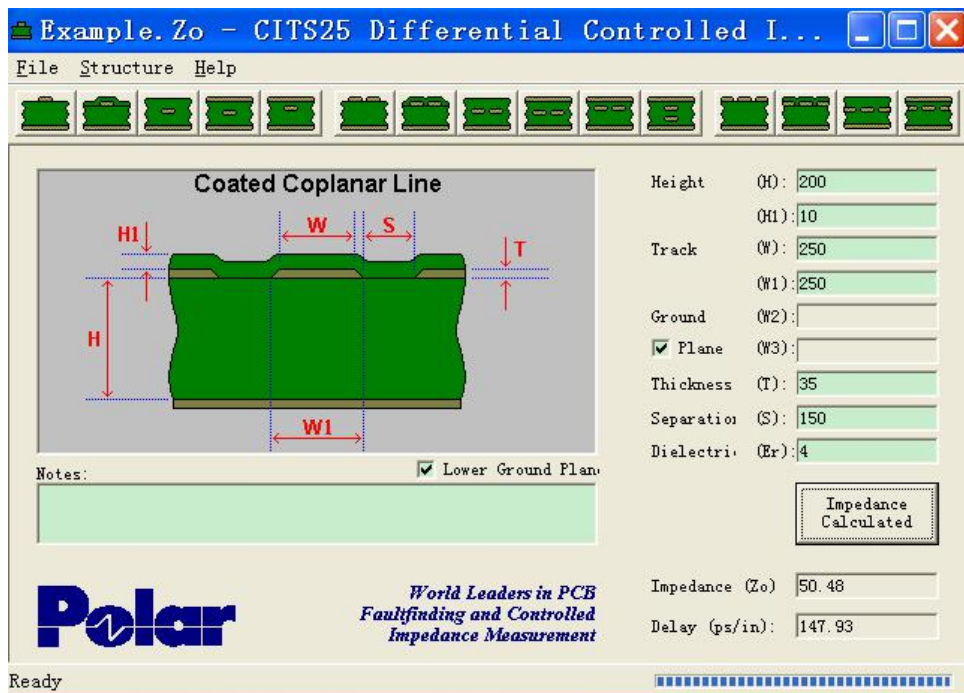 Example.Zo - CITS25 Differential Controlled I...
File Structure Help
Coated Coplanar Line
H1
W
S
T
H
W1
Height (H): 200
(H1): 10
Track (W): 250
(W1): 250
Ground (W2):
Plane (W3):
Thickness (T): 35
Separation (S): 150
Dielectri (Er): 4
Notes:
Lower Ground Plan
Impedance
Calculated
Polar
World Leaders in PCB
Faultfinding and Controlled
Impedance Measurement
Impedance (Zo) 50.48
Delay (ps/in): 147.93
Ready